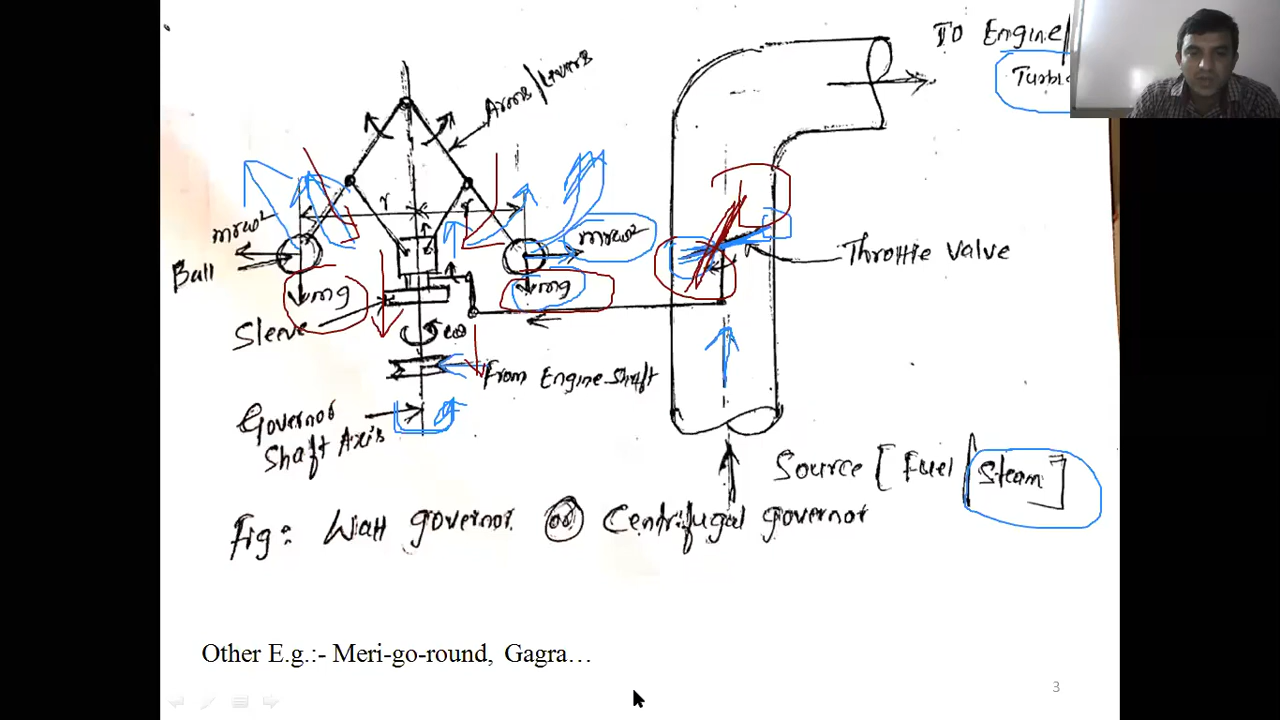 To Engine/
Turbi
Arms/Levers
r
r
mrω²
mrω²
Ball
mg
mg
Throttle Valve
Sleeve
ω
From Engine Shaft
Governor
Shaft Axis
Source [Fuel/Steam]
Fig: Watt governor (or) Centrifugal governor
Other E.g.:- Meri-go-round, Gagra…
3